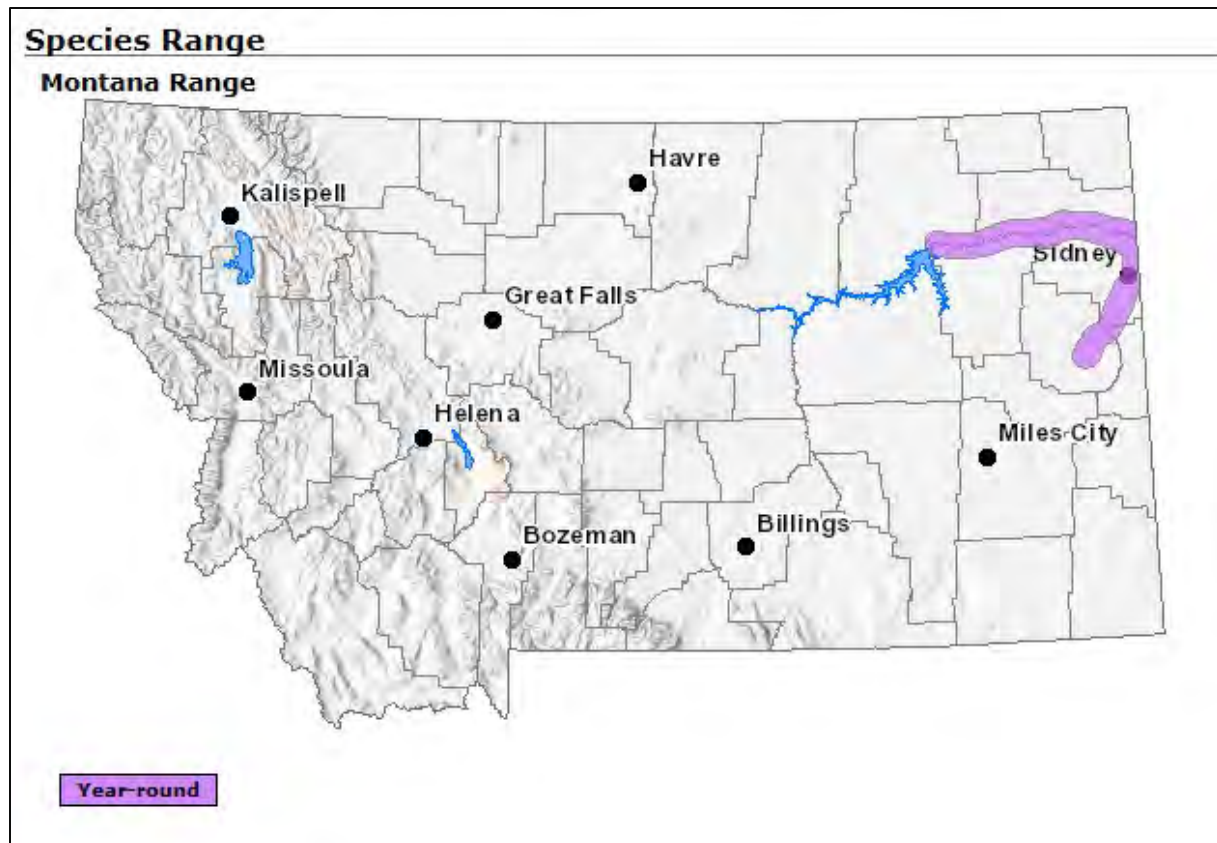 Species Range
Montana Range
Havre
Kalispell
Sidney
Great Falls
Missoula
Helena
Miles City
Billings
Bozeman
Year-round